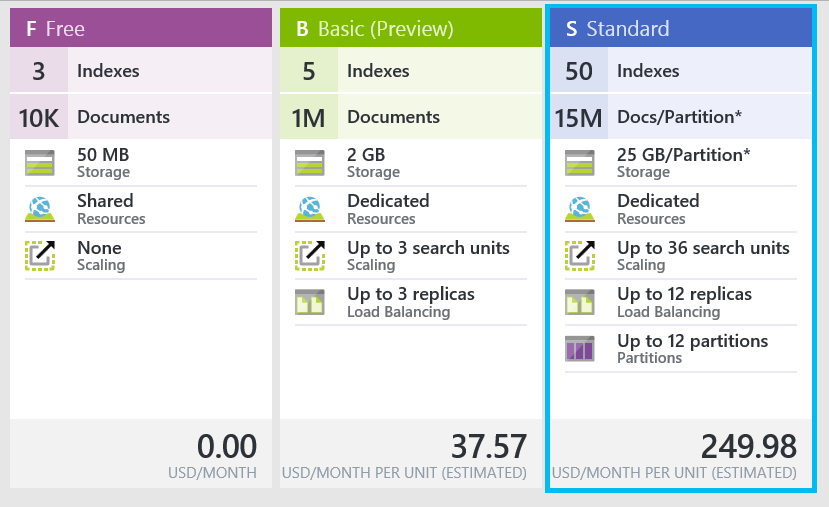 F Free
3 Indexes
10K Documents
50 MB
Storage
Shared
Resources
None
Scaling
0.00
USD/MONTH
B Basic (Preview)
5 Indexes
1M Documents
2 GB
Storage
Dedicated
Resources
Up to 3 search units
Scaling
Up to 3 replicas
Load Balancing
37.57
USD/MONTH PER UNIT (ESTIMATED)
S Standard
50 Indexes
15M Docs/Partition*
25 GB/Partition*
Storage
Dedicated
Resources
Up to 36 search units
Scaling
Up to 12 replicas
Load Balancing
Up to 12 partitions
Partitions
249.98
USD/MONTH PER UNIT (ESTIMATED)